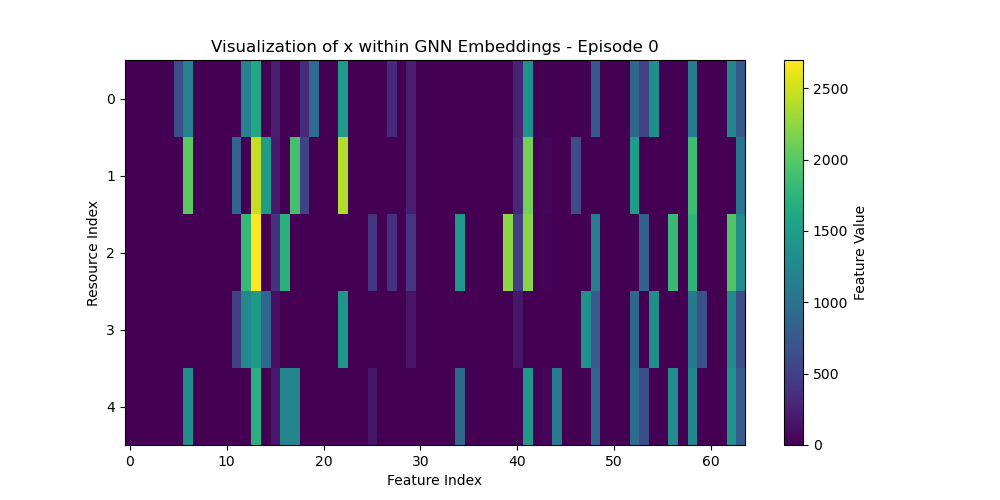 Visualization of x within GNN Embeddings - Episode 0
Resource Index
0
1
2
3
4
0 10 20 30 40 50 60
Feature Index
2500
2000
1500
1000
500
0
Feature Value